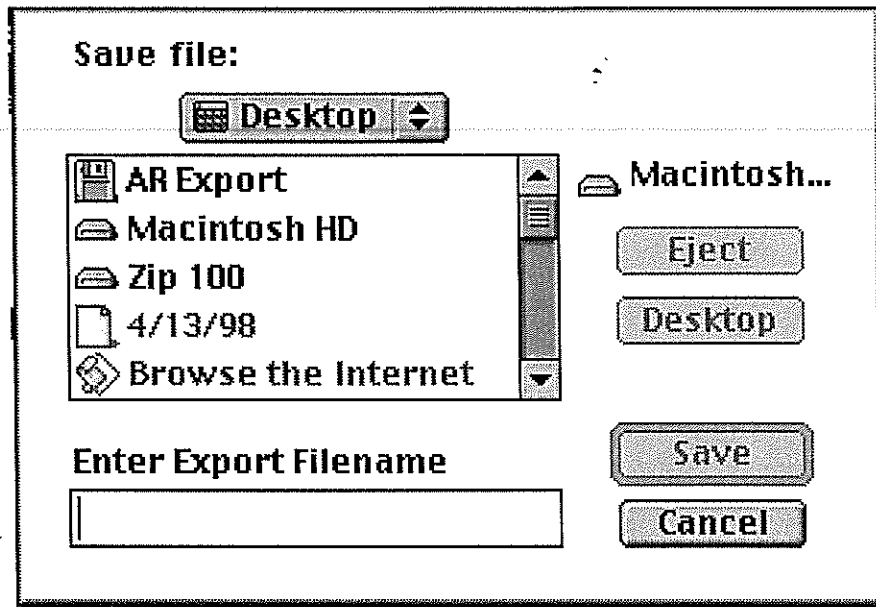 Save file:
Desktop
AR Export
Macintosh HD
Zip 100
4/13/98
Browse the Internet
Macintosh...
Eject
Desktop
Enter Export Filename
Save
Cancel